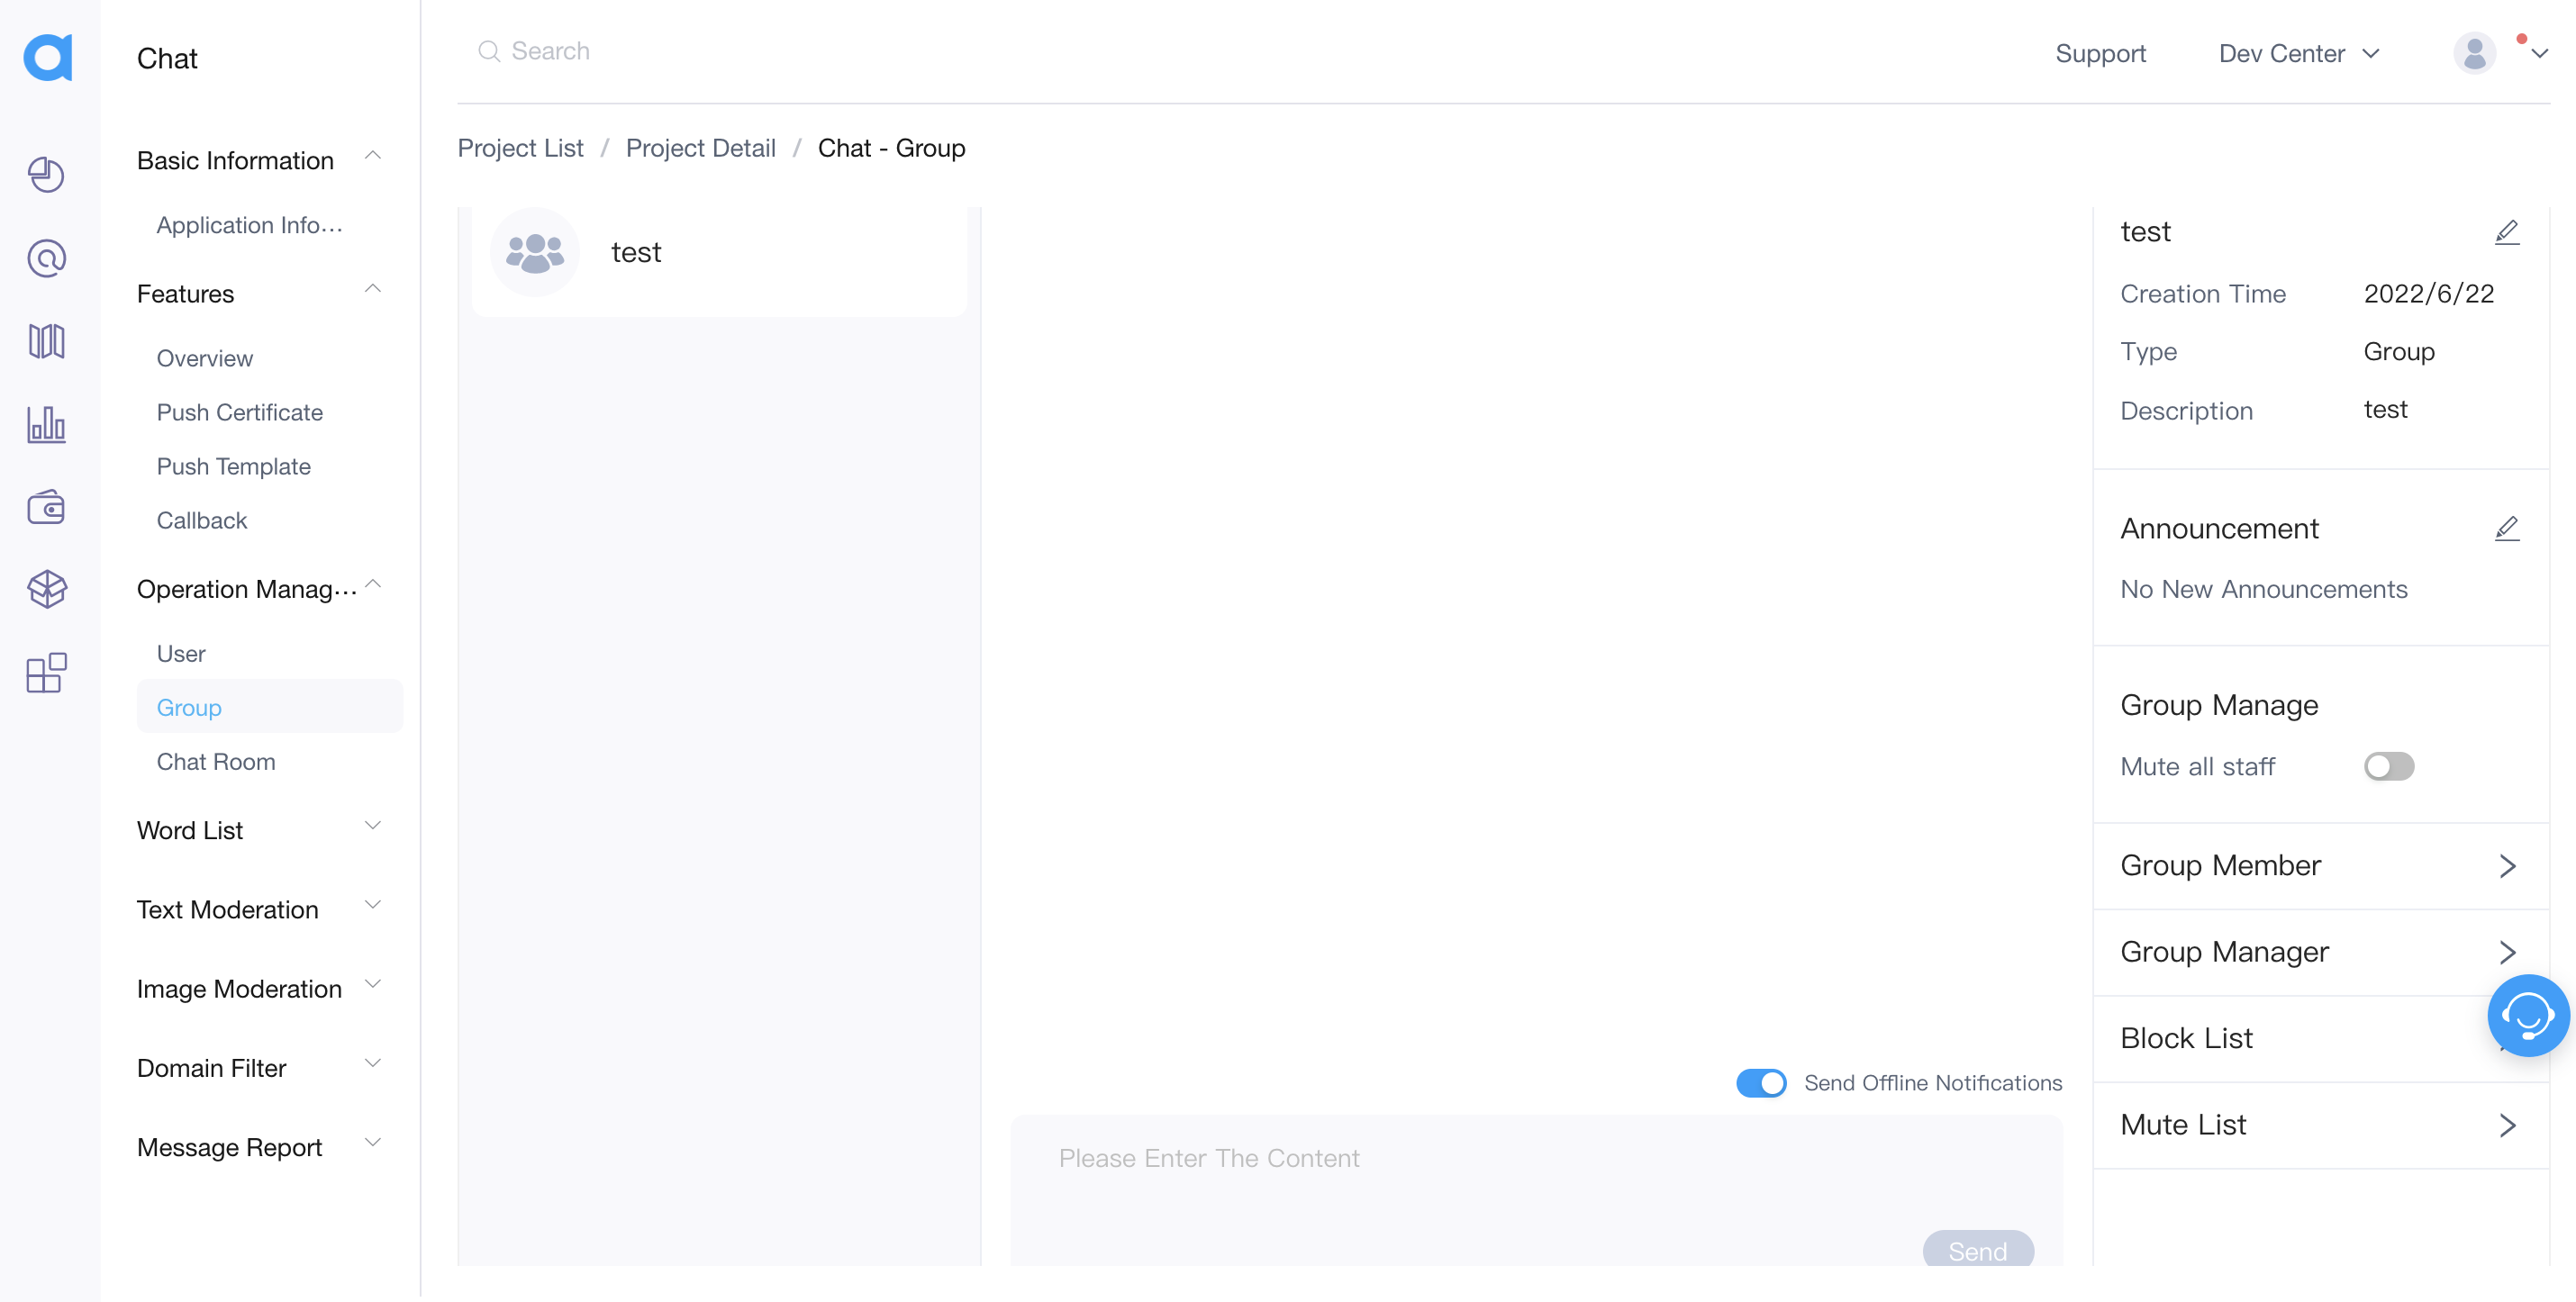 Chat
Basic Information
Application Info...
Features
Overview
Push Certificate
Push Template
Callback
Operation Manag...
User
Group
Chat Room
Word List
Text Moderation
Image Moderation
Domain Filter
Message Report
Search
Support
Dev Center
Project List / Project Detail / Chat - Group
test
Send Offline Notifications
Please Enter The Content
Send
test
Creation Time 2022/6/22
Type Group
Description test
Announcement
No New Announcements
Group Manage
Mute all staff
Group Member
Group Manager
Block List
Mute List